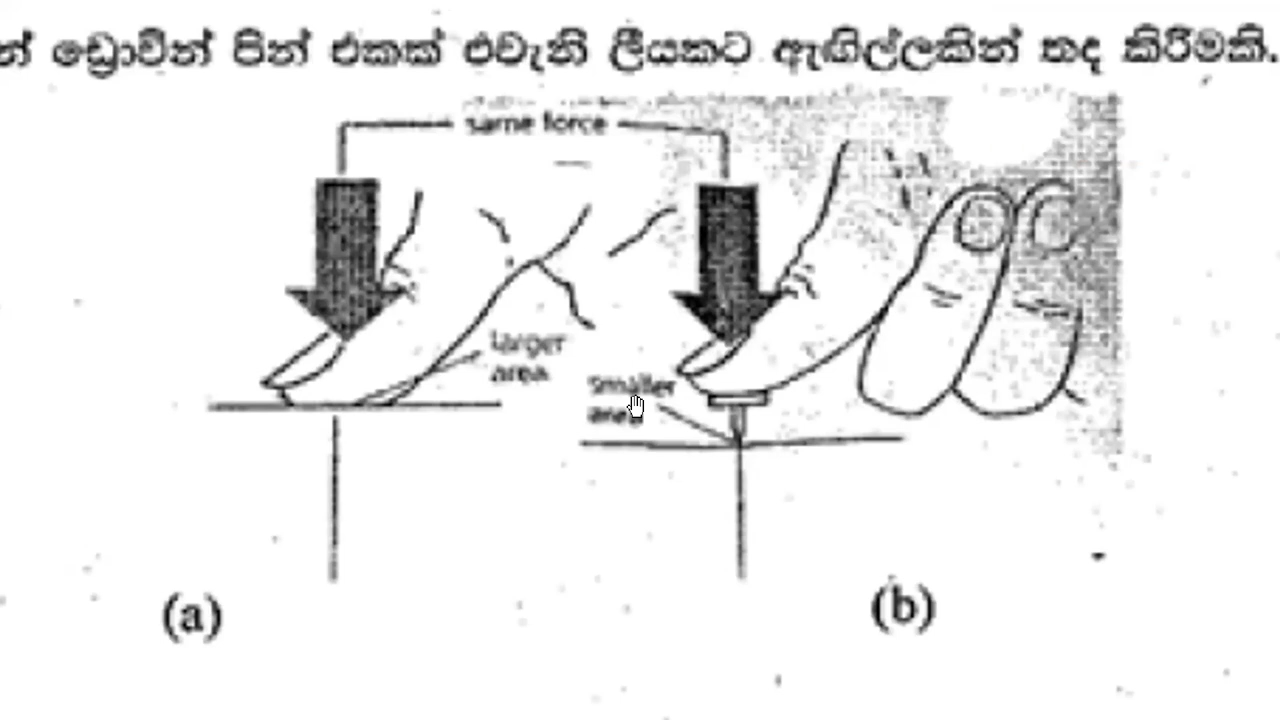 න් ඩ්‍රොවින් පින් එකක් එවැනි ලීයකට ඇඟිල්ලකින් තද කිරීමකි.
same force
larger
area
smaller
area
(a)
(b)